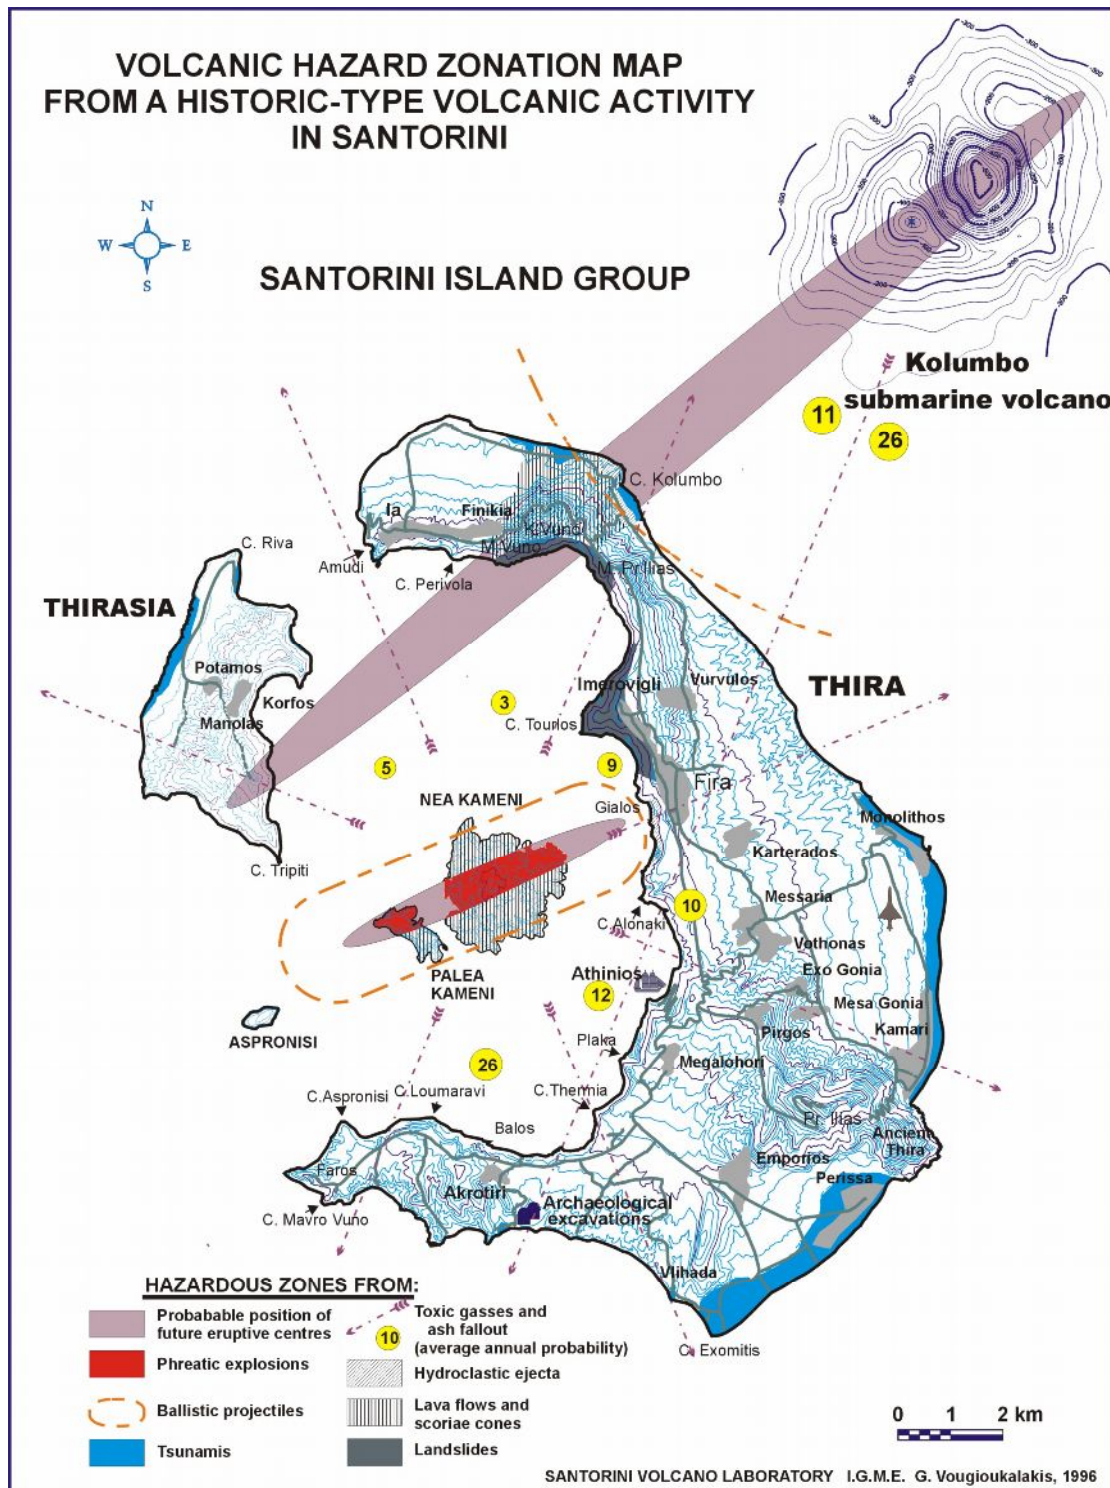 VOLCANIC HAZARD ZONATION MAP
FROM A HISTORIC-TYPE VOLCANIC ACTIVITY
IN SANTORINI
N
W E
S
SANTORINI ISLAND GROUP
Kolumbo
submarine volcano
11
26
C. Kolumbo
Ia
Finikia
K.Vuno
M.Vuno
Amudi
C. Perivola
M. Pr.Ilias
C. Riva
THIRASIA
Potamos
Korfos
Manolas
Imerovigli
Vurvulos
THIRA
3
C. Tourlos
5
9
Fira
NEA KAMENI
Gialos
Monolithos
C. Tripiti
Karterados
Messaria
10
C.Alonaki
Vothonas
PALEA
KAMENI
Athinios
Exo Gonia
12
Mesa Gonia
Kamari
ASPRONISI
Pirgos
Plaka
Megalohori
26
C.Aspronisi
C.Loumaravi
C.Thermia
Pr. Ilias
Ancient
Thira
Balos
Emporios
Perissa
Faros
Akrotiri
Archaeological
excavations
C. Mavro Vuno
Vlihada
C. Exomitis
HAZARDOUS ZONES FROM:
Probabable position of
future eruptive centres
Phreatic explosions
Ballistic projectiles
Tsunamis
10
Toxic gasses and
ash fallout
(average annual probability)
Hydroclastic ejecta
Lava flows and
scoriae cones
Landslides
0 1 2 km
SANTORINI VOLCANO LABORATORY I.G.M.E. G. Vougioukalakis, 1996